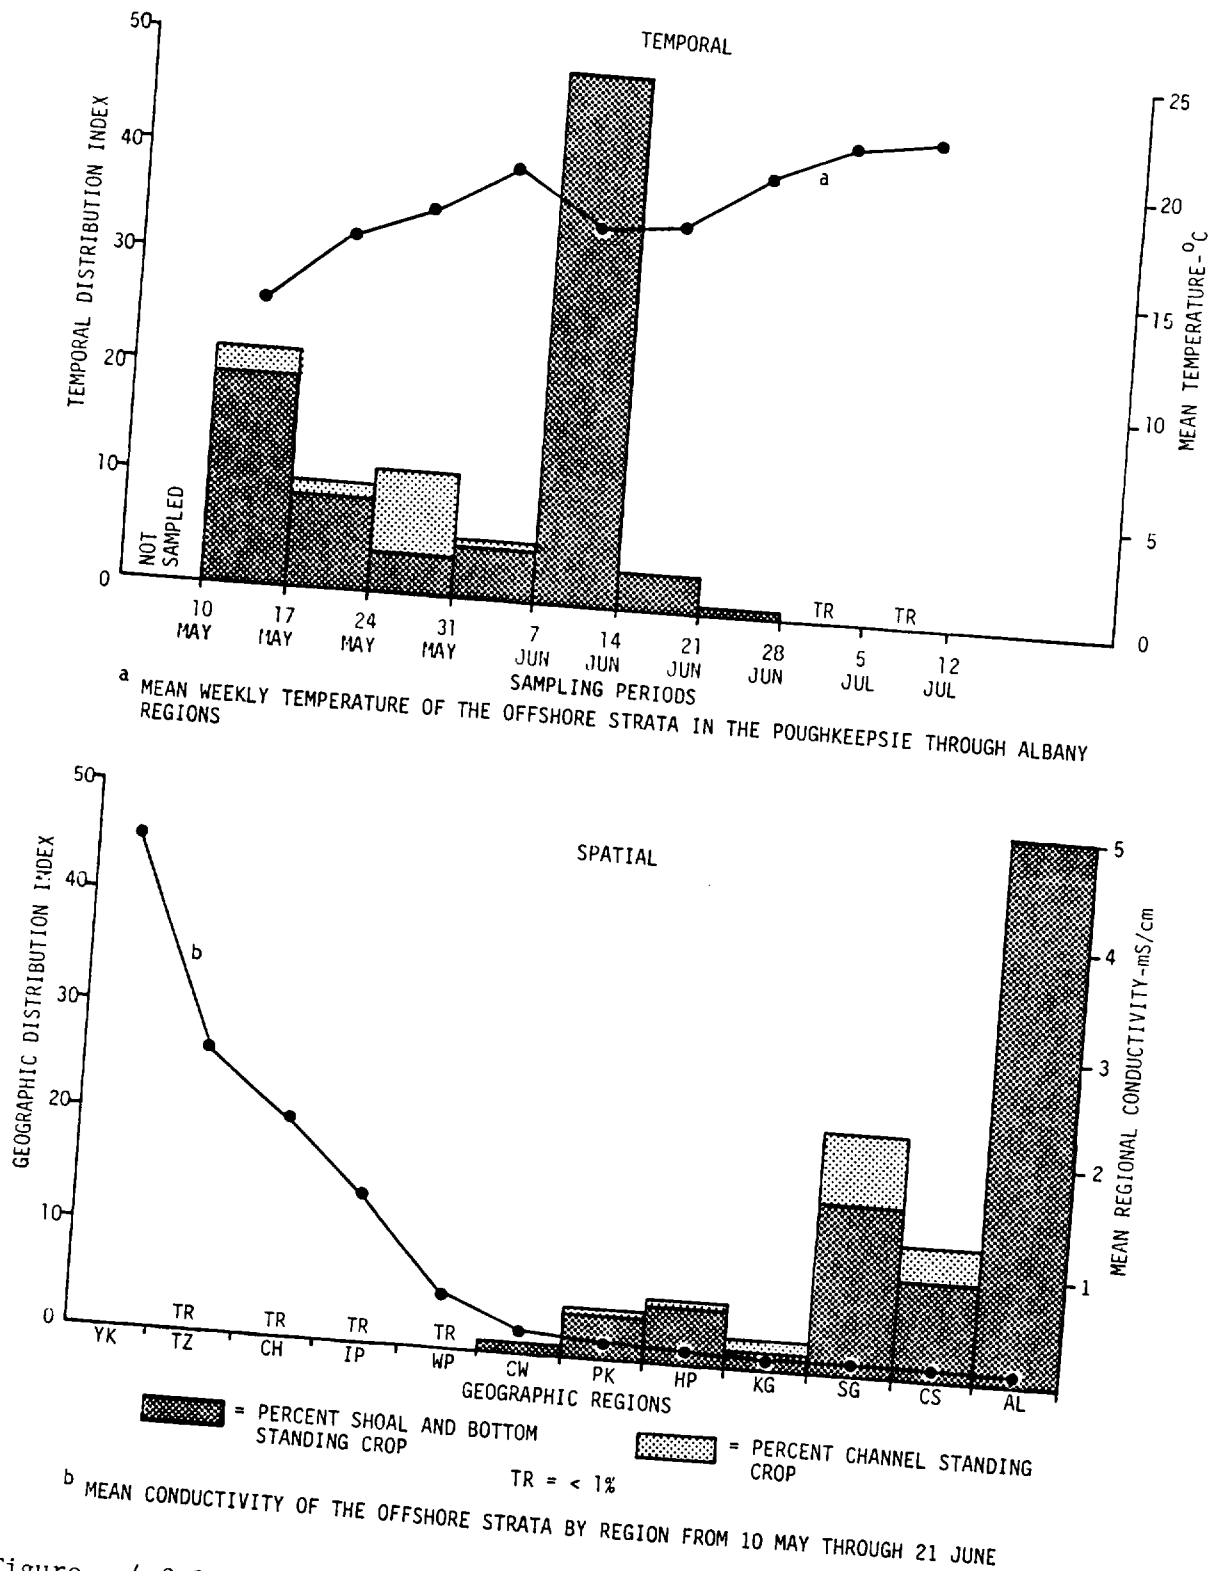 TEMPORAL
50
40
30
20
10
0
TEMPORAL DISTRIBUTION INDEX
25
20
15
10
5
0
MEAN TEMPERATURE-°C
a
NOT
SAMPLED
TR
TR
10
MAY
17
MAY
24
MAY
31
MAY
7
JUN
14
JUN
21
JUN
28
JUN
5
JUL
12
JUL
SAMPLING PERIODS
a MEAN WEEKLY TEMPERATURE OF THE OFFSHORE STRATA IN THE POUGHKEEPSIE THROUGH ALBANY
REGIONS
SPATIAL
50
40
30
20
10
0
GEOGRAPHIC DISTRIBUTION INDEX
5
4
3
2
1
MEAN REGIONAL CONDUCTIVITY-mS/cm
b
TR
TR
TR
TR
YK
TZ
CH
IP
WP
CW
PK
HP
KG
SG
CS
AL
GEOGRAPHIC REGIONS
= PERCENT SHOAL AND BOTTOM
STANDING CROP
= PERCENT CHANNEL STANDING
CROP
TR = < 1%
b MEAN CONDUCTIVITY OF THE OFFSHORE STRATA BY REGION FROM 10 MAY THROUGH 21 JUNE
Figure